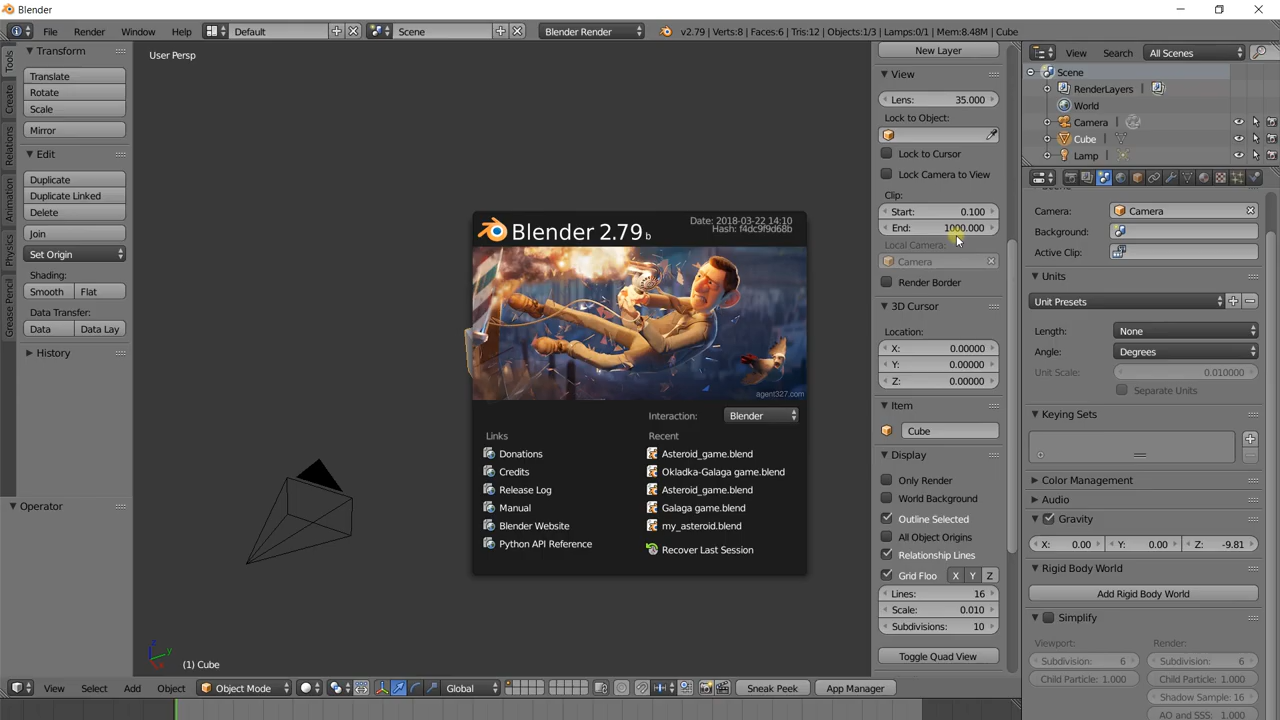 Blender
File Render Window Help Default Scene Blender Render v2.79 | Verts:8 | Faces:6 | Tris:12 | Objects:1/3 | Lamps:0/1 | Mem:8.48M | Cube
Tools
Create
Relations
Animation
Physics
Grease Pencil
Transform
Translate
Rotate
Scale
Mirror
Edit
Duplicate
Duplicate Linked
Delete
Join
Set Origin
Shading:
Smooth Flat
Data Transfer:
Data Data Lay
History
Operator
User Persp
Blender 2.79 b
Date: 2018-03-22 14:10
Hash: f4dc9f9d68b
agent327.com
Interaction: Blender
Links
Donations
Credits
Release Log
Manual
Blender Website
Python API Reference
Recent
Asteroid_game.blend
Okladka-Galaga game.blend
Asteroid_game.blend
Galaga game.blend
my_asteroid.blend
Recover Last Session
z
y
x
(1) Cube
View Select Add Object Object Mode Global Sneak Peek App Manager
New Layer
View
Lens: 35.000
Lock to Object:
Lock to Cursor
Lock Camera to View
Clip:
Start: 0.100
End: 1000.000
Local Camera:
Camera
Render Border
3D Cursor
Location:
X: 0.00000
Y: 0.00000
Z: 0.00000
Item
Cube
Display
Only Render
World Background
Outline Selected
All Object Origins
Relationship Lines
Grid Floo X Y Z
Lines: 16
Scale: 0.010
Subdivisions: 10
Toggle Quad View
View Search All Scenes
Scene
RenderLayers
World
Camera
Cube
Lamp
Scene
Camera: Camera
Background:
Active Clip:
Units
Unit Presets
Length: None
Angle: Degrees
Unit Scale: 0.010000
Separate Units
Keying Sets
Color Management
Audio
Gravity
X: 0.00 Y: 0.00 Z: -9.81
Rigid Body World
Add Rigid Body World
Simplify
Viewport: Render:
Subdivision: 6 Subdivision: 6
Child Particle: 1.000 Child Particle: 1.000
Shadow Sample: 16
AO and SSS: 1.000